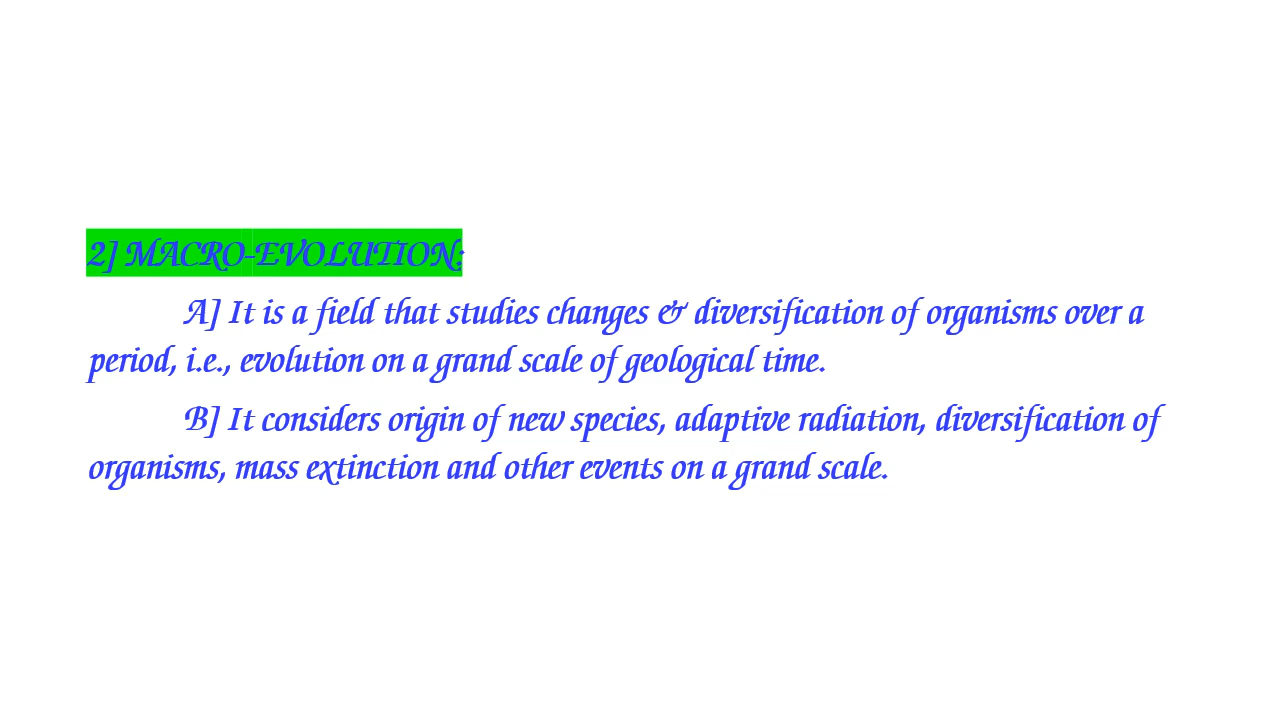 2] MACRO-EVOLUTION:
A] It is a field that studies changes & diversification of organisms over a
period, i.e., evolution on a grand scale of geological time.
B] It considers origin of new species, adaptive radiation, diversification of
organisms, mass extinction and other events on a grand scale.